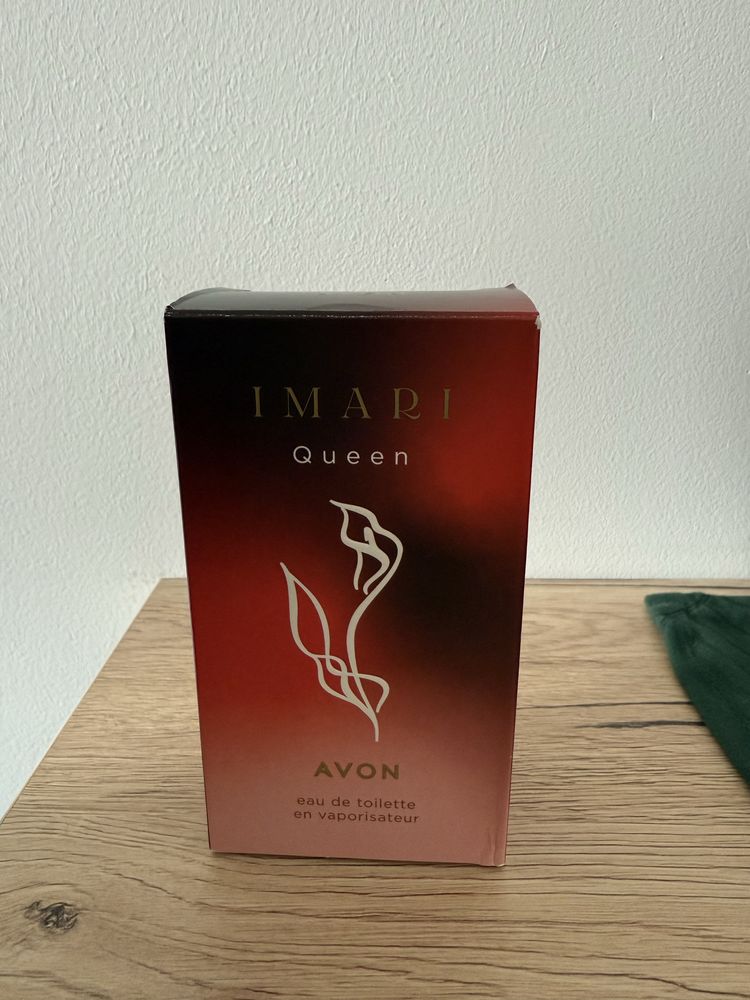 IMARI
Queen
AVON
eau de toilette
en vaporisateur